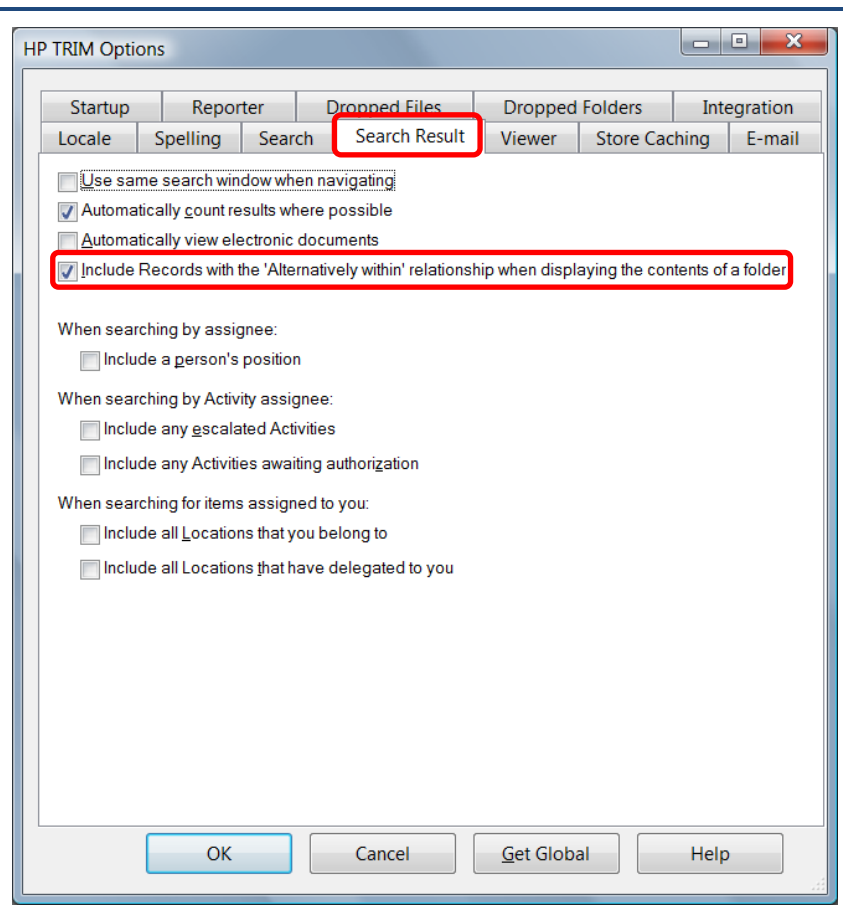 HP TRIM Options
Startup Reporter Dropped Files Dropped Folders Integration
Locale Spelling Search Search Result Viewer Store Caching E-mail
Use same search window when navigating
Automatically count results where possible
Automatically view electronic documents
Include Records with the 'Alternatively within' relationship when displaying the contents of a folder
When searching by assignee:
Include a person's position
When searching by Activity assignee:
Include any escalated Activities
Include any Activities awaiting authorization
When searching for items assigned to you:
Include all Locations that you belong to
Include all Locations that have delegated to you
OK Cancel Get Global Help